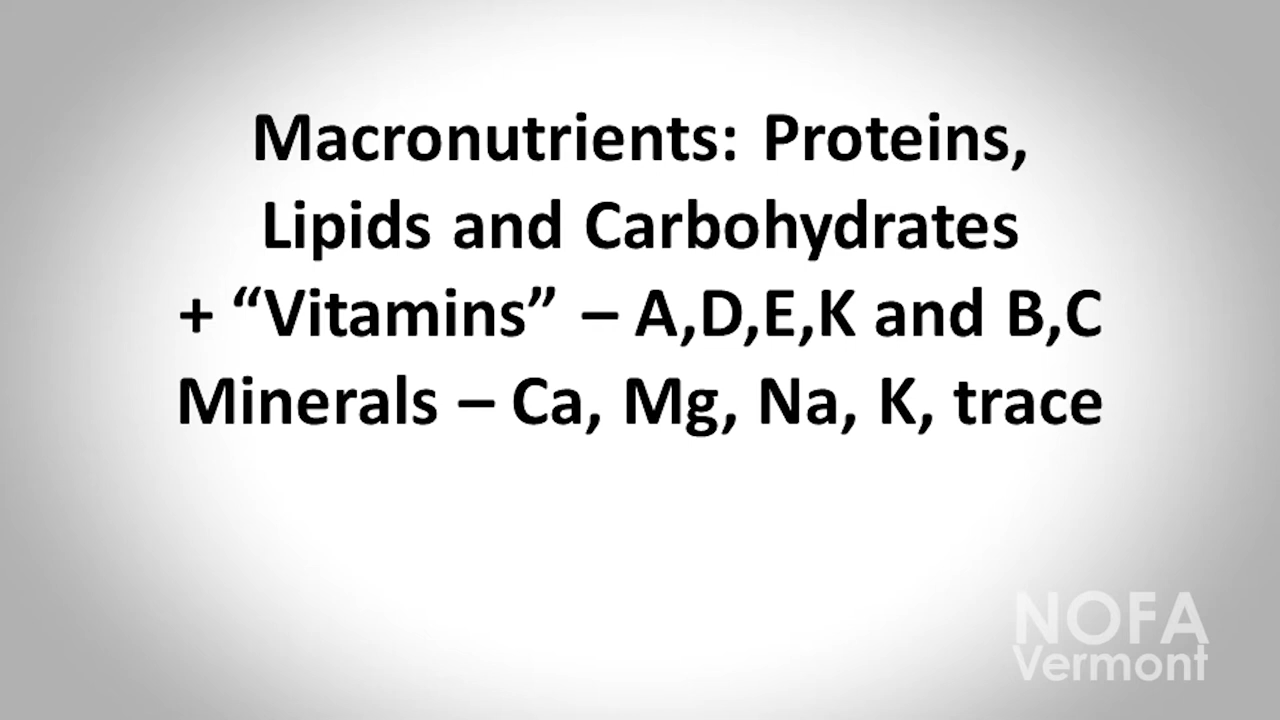 Macronutrients: Proteins,
Lipids and Carbohydrates
+ “Vitamins” – A,D,E,K and B,C
Minerals – Ca, Mg, Na, K, trace
NOFA
Vermont